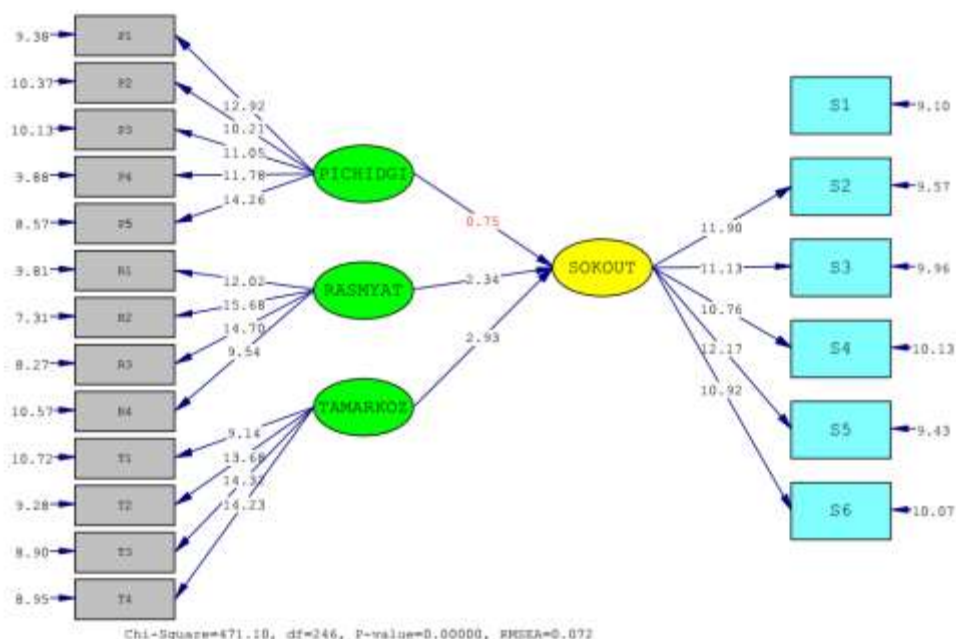 9.38 P1
10.37 P2
10.13 P3
9.88 P4
8.57 P5
9.81 R1
7.31 R2
8.27 R3
10.57 R4
10.72 T1
9.28 T2
8.90 T3
8.95 T4
12.92
10.21
11.05
11.78
14.26
12.02
15.68
14.70
9.54
9.14
13.68
14.37
14.23
PICHIDGI
RASMYAT
TAMARKOZ
0.75
2.34
2.93
SOKOUT
11.90
11.13
10.76
12.17
10.92
S1 9.10
S2 9.57
S3 9.96
S4 10.13
S5 9.43
S6 10.07
Chi-Square=471.10, df=246, P-value=0.00000, RMSEA=0.072